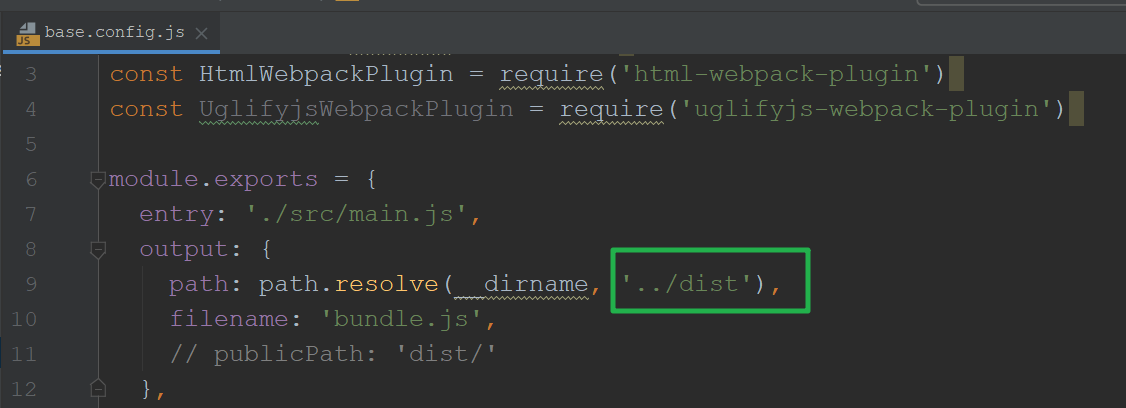 JS base.config.js
3 const HtmlWebpackPlugin = require('html-webpack-plugin')
4 const UglifyjsWebpackPlugin = require('uglifyjs-webpack-plugin')
5
6 module.exports = {
7 entry: './src/main.js',
8 output: {
9 path: path.resolve(__dirname, '../dist'),
10 filename: 'bundle.js',
11 // publicPath: 'dist/'
12 },